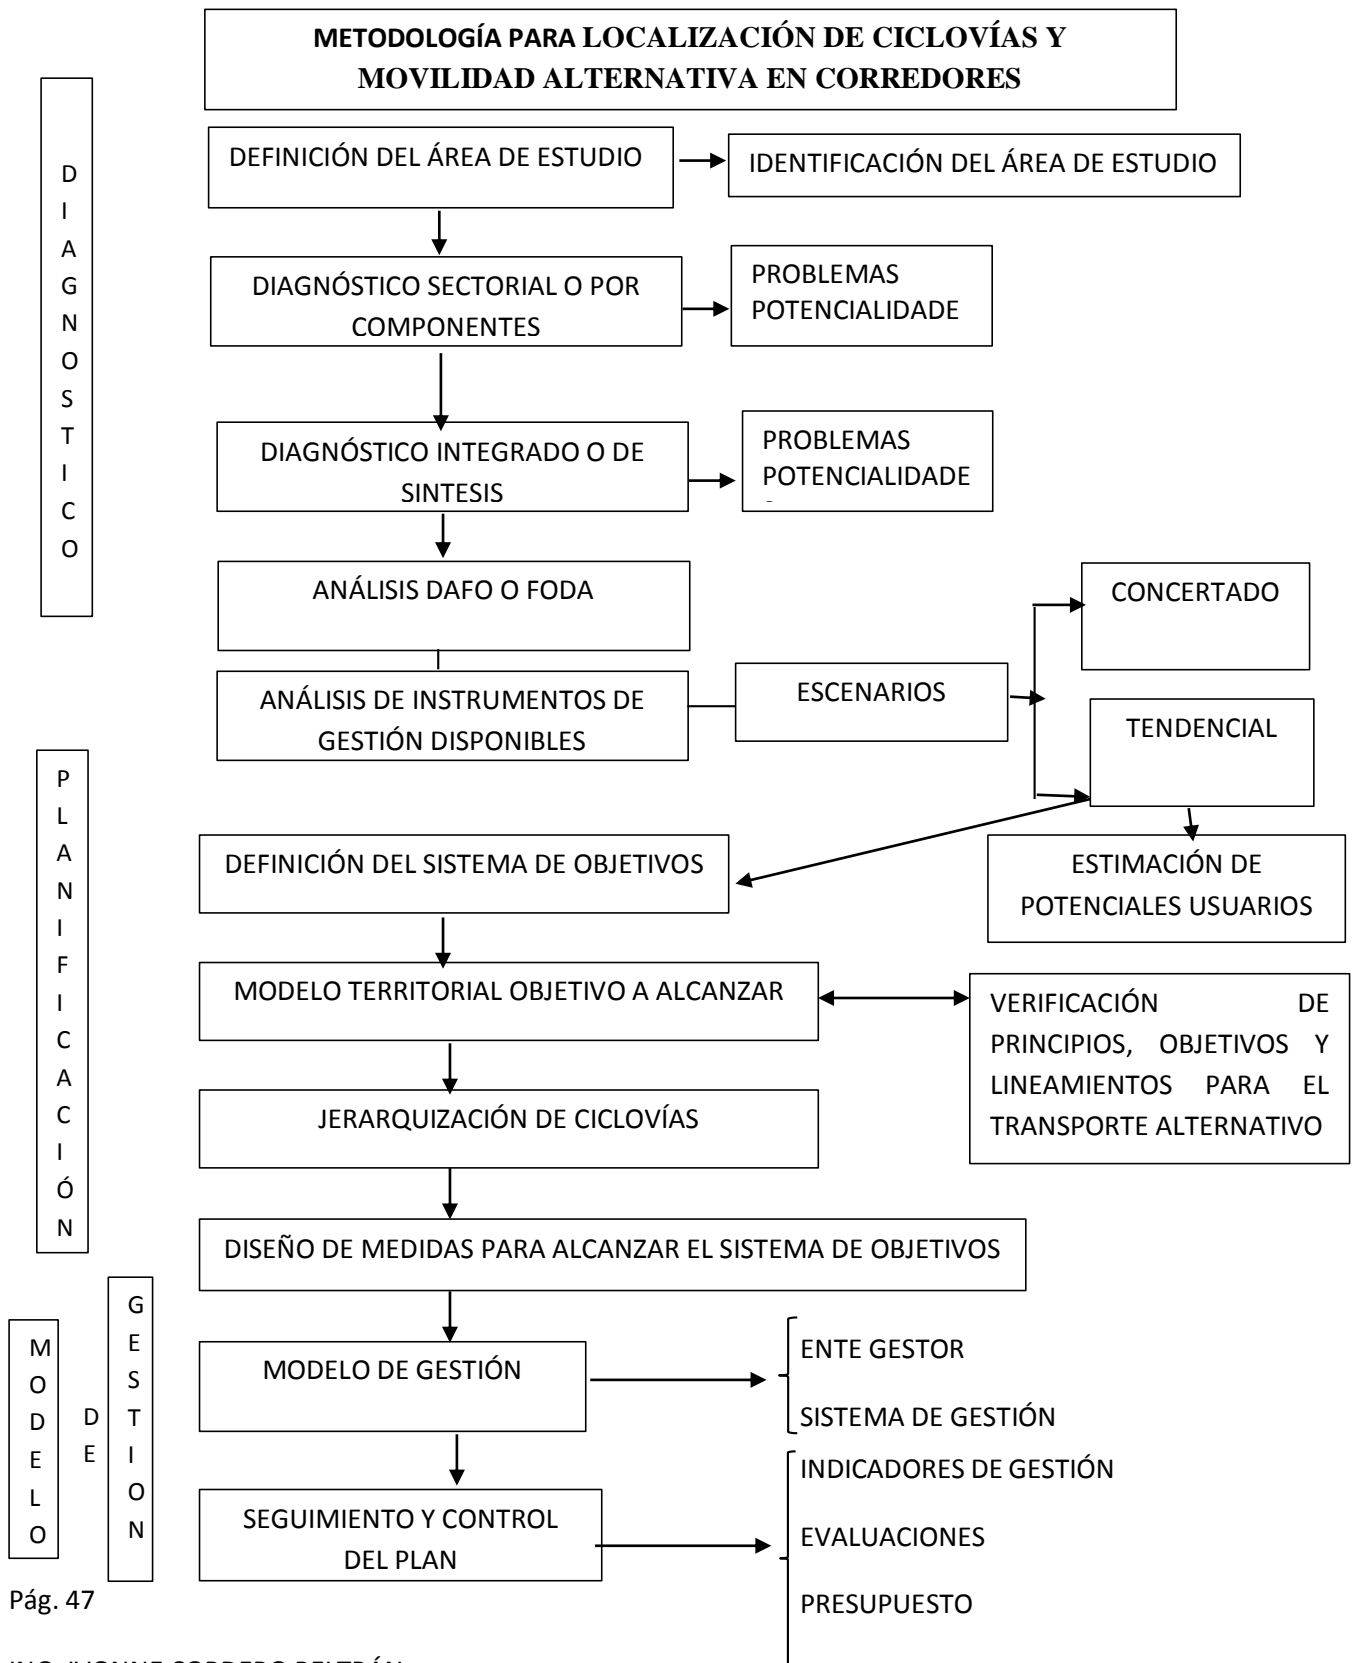 METODOLOGÍA PARA LOCALIZACIÓN DE CICLOVÍAS Y
MOVILIDAD ALTERNATIVA EN CORREDORES
DIAGNOSTICO
DEFINICIÓN DEL ÁREA DE ESTUDIO
IDENTIFICACIÓN DEL ÁREA DE ESTUDIO
DIAGNÓSTICO SECTORIAL O POR
COMPONENTES
PROBLEMAS
POTENCIALIDADE
DIAGNÓSTICO INTEGRADO O DE
SINTESIS
PROBLEMAS
POTENCIALIDADE
ANÁLISIS DAFO O FODA
CONCERTADO
ANÁLISIS DE INSTRUMENTOS DE
GESTIÓN DISPONIBLES
ESCENARIOS
TENDENCIAL
PLANIFICACIÓN
DEFINICIÓN DEL SISTEMA DE OBJETIVOS
ESTIMACIÓN DE
POTENCIALES USUARIOS
MODELO TERRITORIAL OBJETIVO A ALCANZAR
VERIFICACIÓN DE
PRINCIPIOS, OBJETIVOS Y
LINEAMIENTOS PARA EL
TRANSPORTE ALTERNATIVO
JERARQUIZACIÓN DE CICLOVÍAS
DISEÑO DE MEDIDAS PARA ALCANZAR EL SISTEMA DE OBJETIVOS
MODELO
DE
GESTION
MODELO DE GESTIÓN
ENTE GESTOR
SISTEMA DE GESTIÓN
SEGUIMIENTO Y CONTROL
DEL PLAN
INDICADORES DE GESTIÓN
EVALUACIONES
PRESUPUESTO
Pág. 47